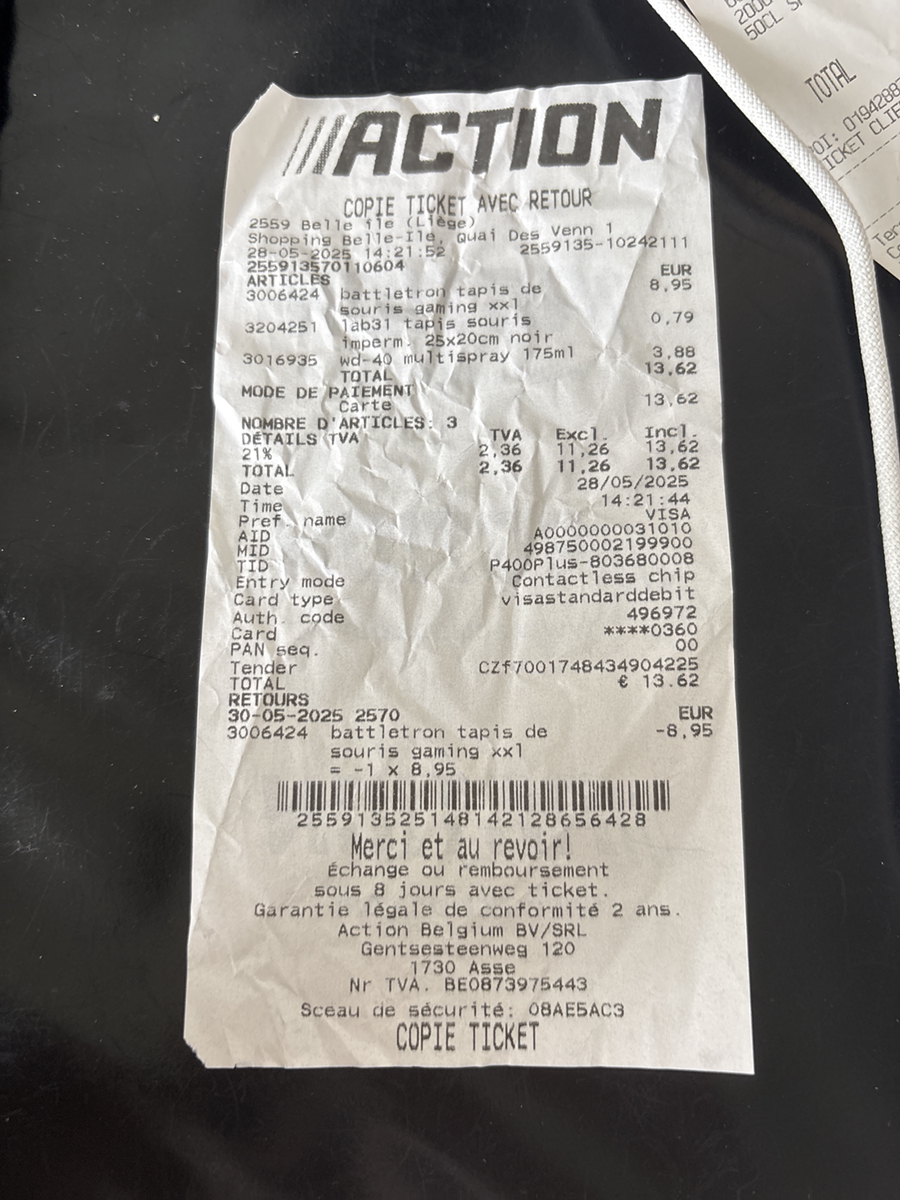 ///ACTION
COPIE TICKET AVEC RETOUR
2559 Belle île (Liège)
Shopping Belle-Ile, Quai Des Venn 1
28-05-2025 14:21:52 2559135-10242111
255913570110604
ARTICLES EUR
3006424 battletron tapis de 8,95
souris gaming xxl
3204251 lab31 tapis souris 0,79
imperm. 25x20cm noir
3016935 wd-40 multispray 175ml 3,88
TOTAL 13,62
MODE DE PAIEMENT
Carte 13,62
NOMBRE D'ARTICLES: 3
DÉTAILS TVA TVA Excl. Incl.
21% 2,36 11,26 13,62
TOTAL 2,36 11,26 13,62
Date 28/05/2025
Time 14:21:44
Pref. name VISA
AID A0000000031010
MID 498750002199900
TID P400Plus-803680008
Entry mode Contactless chip
Card type visastandarddebit
Auth. code 496972
Card ****0360
PAN seq. 00
Tender CZf7001748434904225
TOTAL € 13.62
RETOURS
30-05-2025 2570 EUR
3006424 battletron tapis de -8,95
souris gaming xxl
= -1 x 8,95
255913525148142128656428
Merci et au revoir!
Échange ou remboursement
sous 8 jours avec ticket.
Garantie légale de conformité 2 ans.
Action Belgium BV/SRL
Gentsesteenweg 120
1730 Asse
Nr TVA. BE0873975443
Sceau de sécurité: 08AE5AC3
COPIE TICKET
50CL
TOTAL